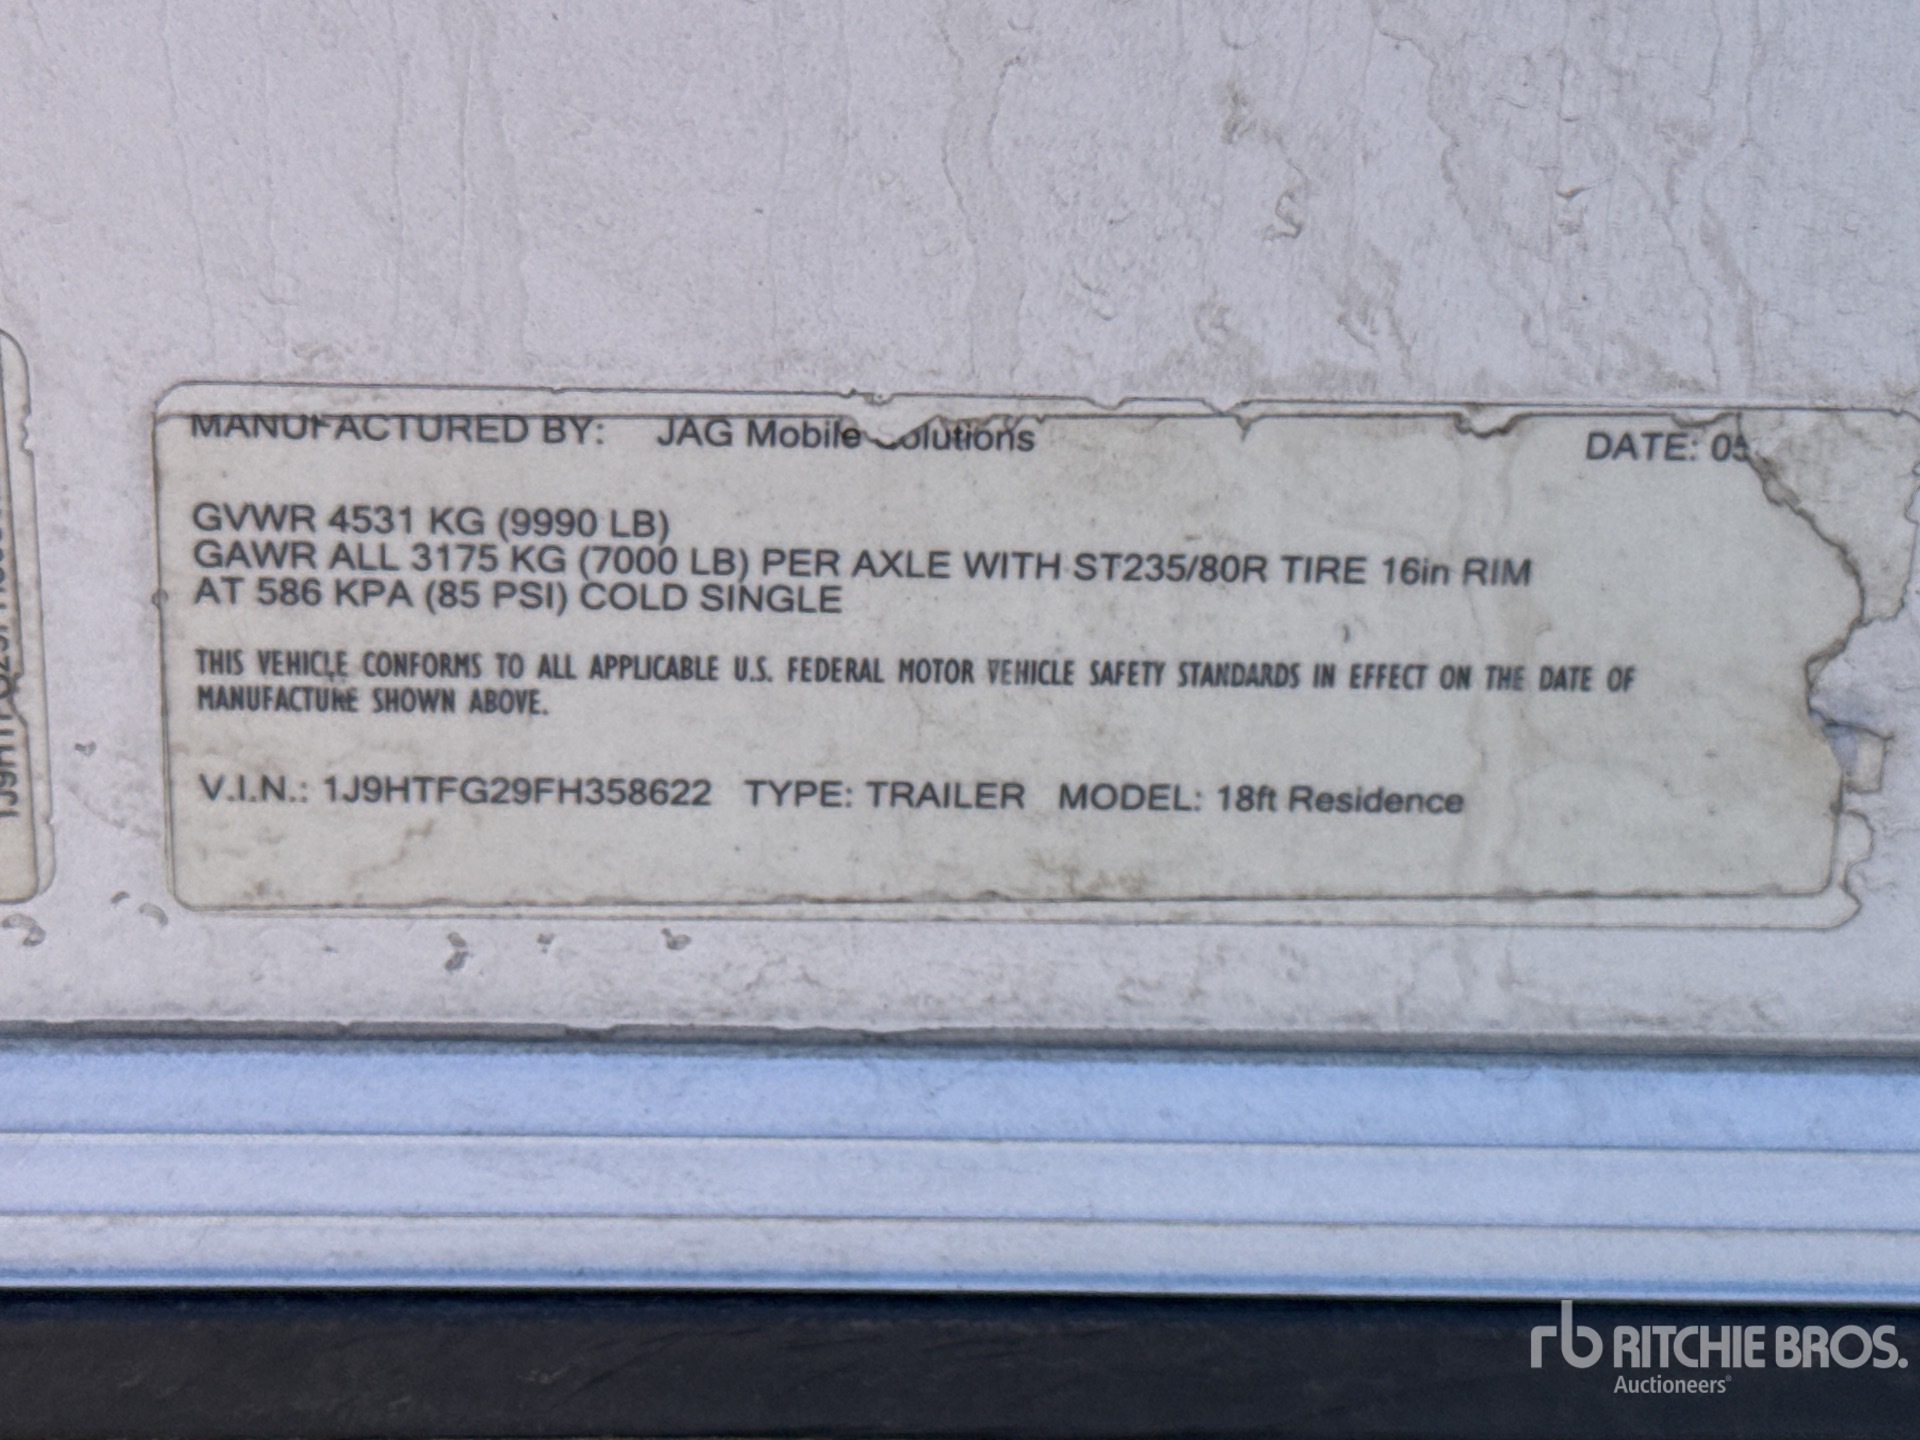 MANUFACTURED BY: JAG Mobile Solutions DATE: 05
GVWR 4531 KG (9990 LB)
GAWR ALL 3175 KG (7000 LB) PER AXLE WITH ST235/80R TIRE 16in RIM
AT 586 KPA (85 PSI) COLD SINGLE
THIS VEHICLE CONFORMS TO ALL APPLICABLE U.S. FEDERAL MOTOR VEHICLE SAFETY STANDARDS IN EFFECT ON THE DATE OF
MANUFACTURE SHOWN ABOVE.
V.I.N.: 1J9HTFG29FH358622 TYPE: TRAILER MODEL: 18ft Residence
rb RITCHIE BROS.
Auctioneers®